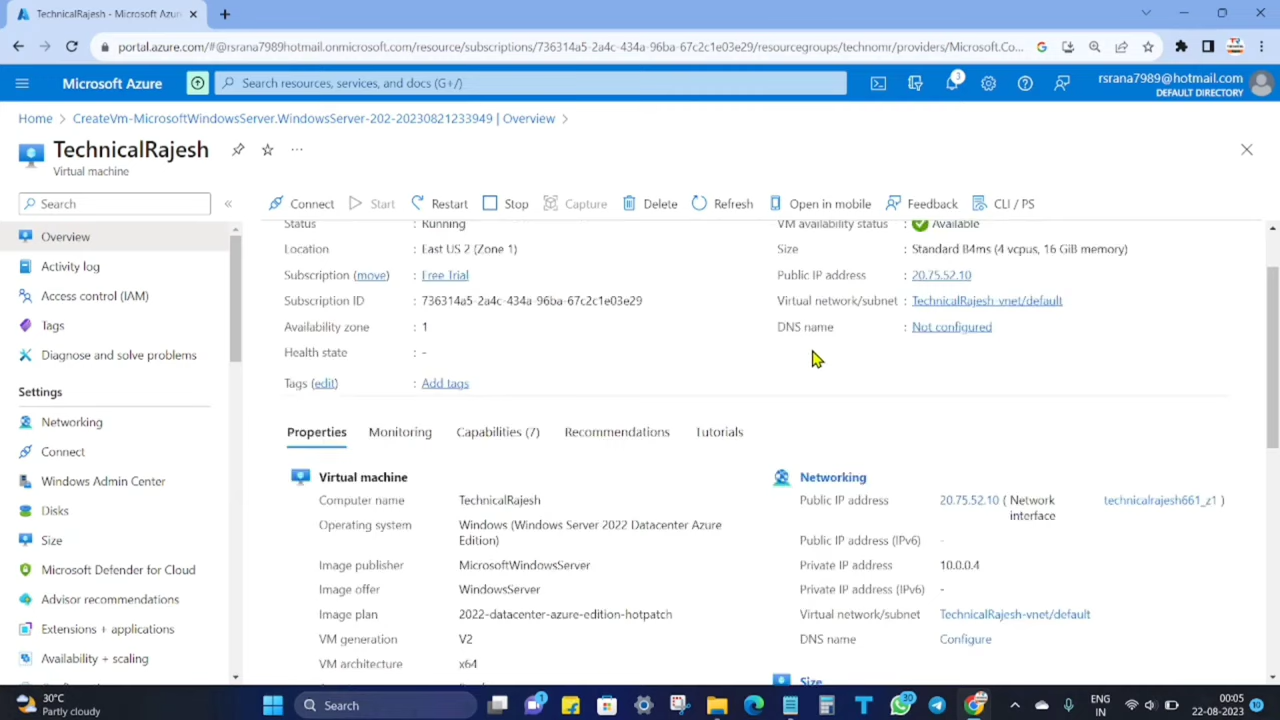 TechnicalRajesh - Microsoft Azur
portal.azure.com/#@rsrana7989hotmail.onmicrosoft.com/resource/subscriptions/736314a5-2a4c-434a-96ba-67c2c1e03e29/resourcegroups/technomr/providers/Microsoft.Co...
Microsoft Azure
Search resources, services, and docs (G+/)
3
rsrana7989@hotmail.com
DEFAULT DIRECTORY
Home > CreateVm-MicrosoftWindowsServer.WindowsServer-202-20230821233949 | Overview >
TechnicalRajesh
Virtual machine
Search
Connect Start Restart Stop Capture Delete Refresh Open in mobile Feedback CLI / PS
Overview
Activity log
Access control (IAM)
Tags
Diagnose and solve problems
Settings
Networking
Connect
Windows Admin Center
Disks
Size
Microsoft Defender for Cloud
Advisor recommendations
Extensions + applications
Availability + scaling
Status : Running
Location : East US 2 (Zone 1)
Subscription (move) : Free Trial
Subscription ID : 736314a5-2a4c-434a-96ba-67c2c1e03e29
Availability zone : 1
Health state : -
Tags (edit) : Add tags
VM availability status : Available
Size : Standard B4ms (4 vcpus, 16 GiB memory)
Public IP address : 20.75.52.10
Virtual network/subnet : TechnicalRajesh-vnet/default
DNS name : Not configured
Properties Monitoring Capabilities (7) Recommendations Tutorials
Virtual machine
Computer name TechnicalRajesh
Operating system Windows (Windows Server 2022 Datacenter Azure
Edition)
Image publisher MicrosoftWindowsServer
Image offer WindowsServer
Image plan 2022-datacenter-azure-edition-hotpatch
VM generation V2
VM architecture x64
Networking
Public IP address 20.75.52.10 ( Network technicalrajesh661_z1 )
interface
Public IP address (IPv6) -
Private IP address 10.0.0.4
Private IP address (IPv6) -
Virtual network/subnet TechnicalRajesh-vnet/default
DNS name Configure
Size
30°C
Partly cloudy
Search
1
30
ENG
IN
00:05
22-08-2023